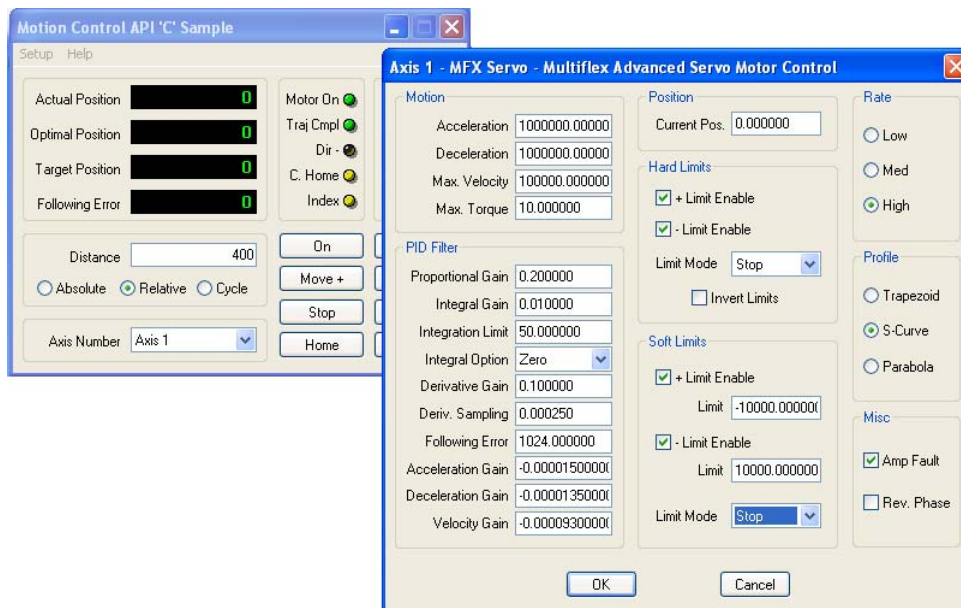 Motion Control API 'C' Sample
Setup Help
Actual Position 0
Optimal Position 0
Target Position 0
Following Error 0
Motor On
Traj Cmpl
Dir -
C. Home
Index
Distance 400
Absolute Relative Cycle
Axis Number Axis 1
On
Move +
Stop
Home
Axis 1 - MFX Servo - Multiflex Advanced Servo Motor Control
Motion
Acceleration 1000000.00000
Deceleration 1000000.00000
Max. Velocity 100000.000000
Max. Torque 10.000000
PID Filter
Proportional Gain 0.200000
Integral Gain 0.010000
Integration Limit 50.000000
Integral Option Zero
Derivative Gain 0.100000
Deriv. Sampling 0.000250
Following Error 1024.000000
Acceleration Gain -0.0000150000
Deceleration Gain -0.0000135000
Velocity Gain -0.0000930000
Position
Current Pos. 0.000000
Hard Limits
+ Limit Enable
- Limit Enable
Limit Mode Stop
Invert Limits
Soft Limits
+ Limit Enable
Limit -10000.00000
- Limit Enable
Limit 10000.000000
Limit Mode Stop
Rate
Low
Med
High
Profile
Trapezoid
S-Curve
Parabola
Misc
Amp Fault
Rev. Phase
OK
Cancel